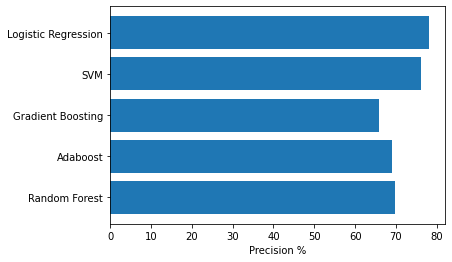 Logistic Regression
SVM
Gradient Boosting
Adaboost
Random Forest
0 10 20 30 40 50 60 70 80
Precision %